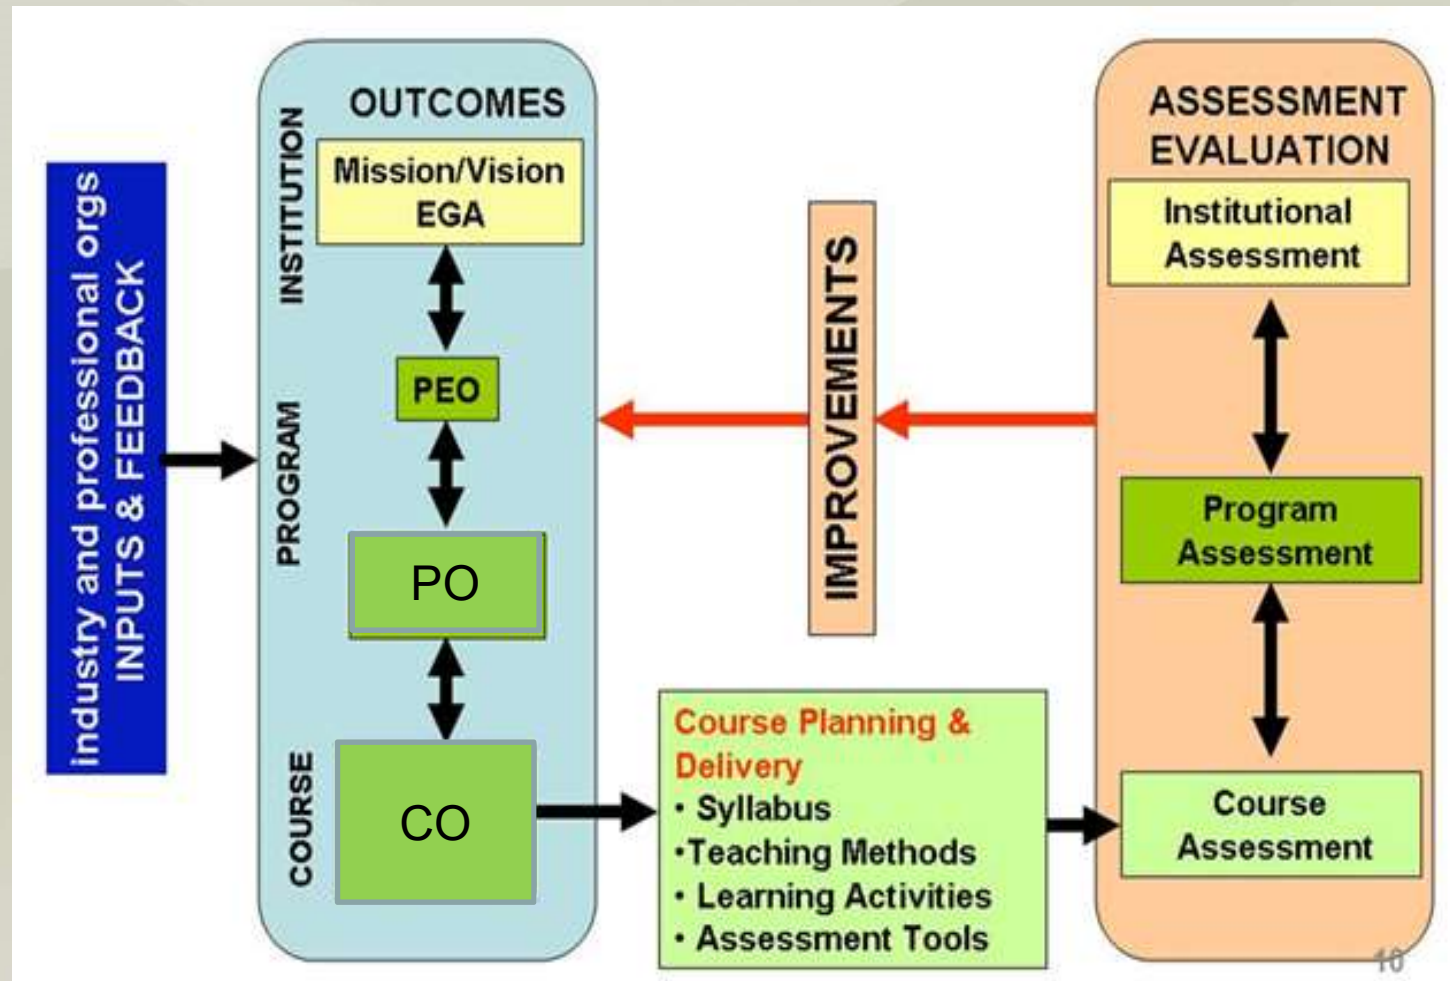 industry and professional orgs
INPUTS & FEEDBACK
OUTCOMES
INSTITUTION
Mission/Vision
EGA
PROGRAM
PEO
PO
COURSE
CO
IMPROVEMENTS
Course Planning &
Delivery
• Syllabus
•Teaching Methods
• Learning Activities
• Assessment Tools
ASSESSMENT
EVALUATION
Institutional
Assessment
Program
Assessment
Course
Assessment
10